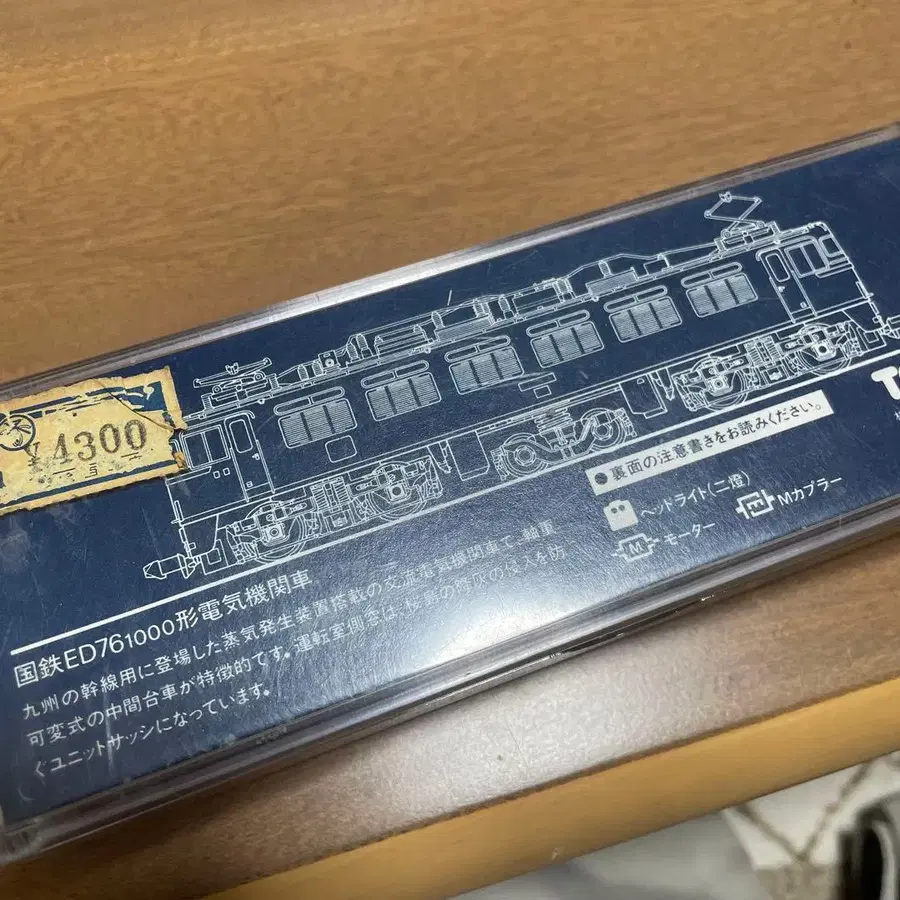 ¥4300
TO
●裏面の注意書きをお読みください。
ヘッドライト(二燈)
M モーター
E Mカプラー
国鉄ED761000形電気機関車
九州の幹線用に登場した蒸気発生装置搭載の交流電気機関車で、軸重
可変式の中間台車が特徴的です。運転室側窓は、桜島の降灰の侵入を防
ぐユニットサッシになっています。